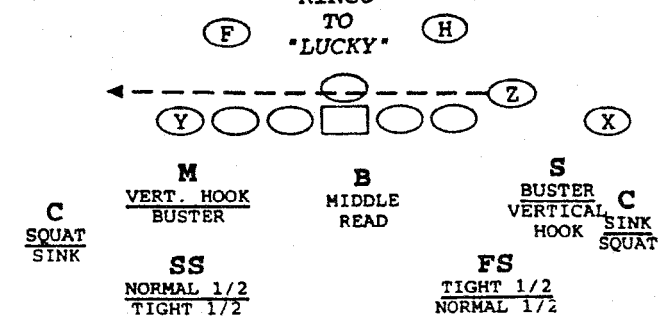 TO
"LUCKY"
F
H
Z
Y
X
M
VERT. HOOK
BUSTER
B
MIDDLE
READ
S
BUSTER
VERTICAL
HOOK
C
SQUAT
SINK
C
SINK
SQUAT
SS
NORMAL 1/2
TIGHT 1/2
FS
TIGHT 1/2
NORMAL 1/2